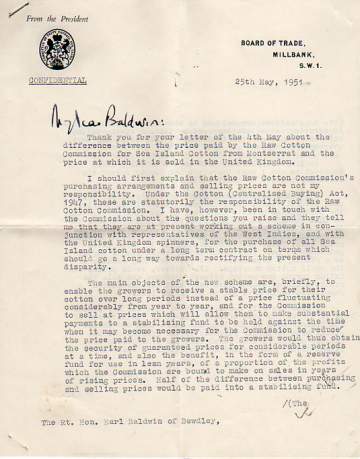 From the President
BOARD OF TRADE,
MILLBANK,
S.W.1.
CONFIDENTIAL
25th May, 1951
My dear Baldwin:
Thank you for your letter of the 4th May about the
difference between the price paid by the Raw Cotton
Commission for Sea Island Cotton from Montserrat and the
price at which it is sold in the United Kingdom.
I should first explain that the Raw Cotton Commission's
purchasing arrangements and selling prices are not my
responsibility. Under the Cotton (Centralised Buying) Act,
1947, these are statutorily the responsibility of the Raw
Cotton Commission. I have, however, been in touch with
the Commission about the questions you raise and they tell
me that they are at present working out a scheme in con-
junction with representatives of the West Indies, and with
the United Kingdom spinners, for the purchase of all Sea
Island cotton under a long term contract on terms which
should go a long way towards rectifying the present
disparity.
The main objects of the new scheme are, briefly, to
enable the growers to receive a stable price for their
cotton over long periods instead of a price fluctuating
considerably from year to year, and for the Commission
to sell at prices which will allow them to make substantial
payments to a stabilising fund to be held against the time
when it may become necessary for the Commission to reduce
the price paid to the growers. The growers would thus obtain
the security of guaranteed prices for considerable periods
at a time, and also the benefit, in the form of a reserve
fund for use in lean years, of a proportion of the profits
which the Commission are bound to make on sales in years
of rising prices. Half of the difference between purchasing
and selling prices would be paid into a stabilising fund.
/(The
The Rt. Hon. Earl Baldwin of Bewdley,